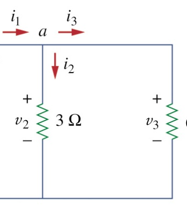 i₁ i₃
a
i₂
+ +
v₂ 3 Ω v₃
− −